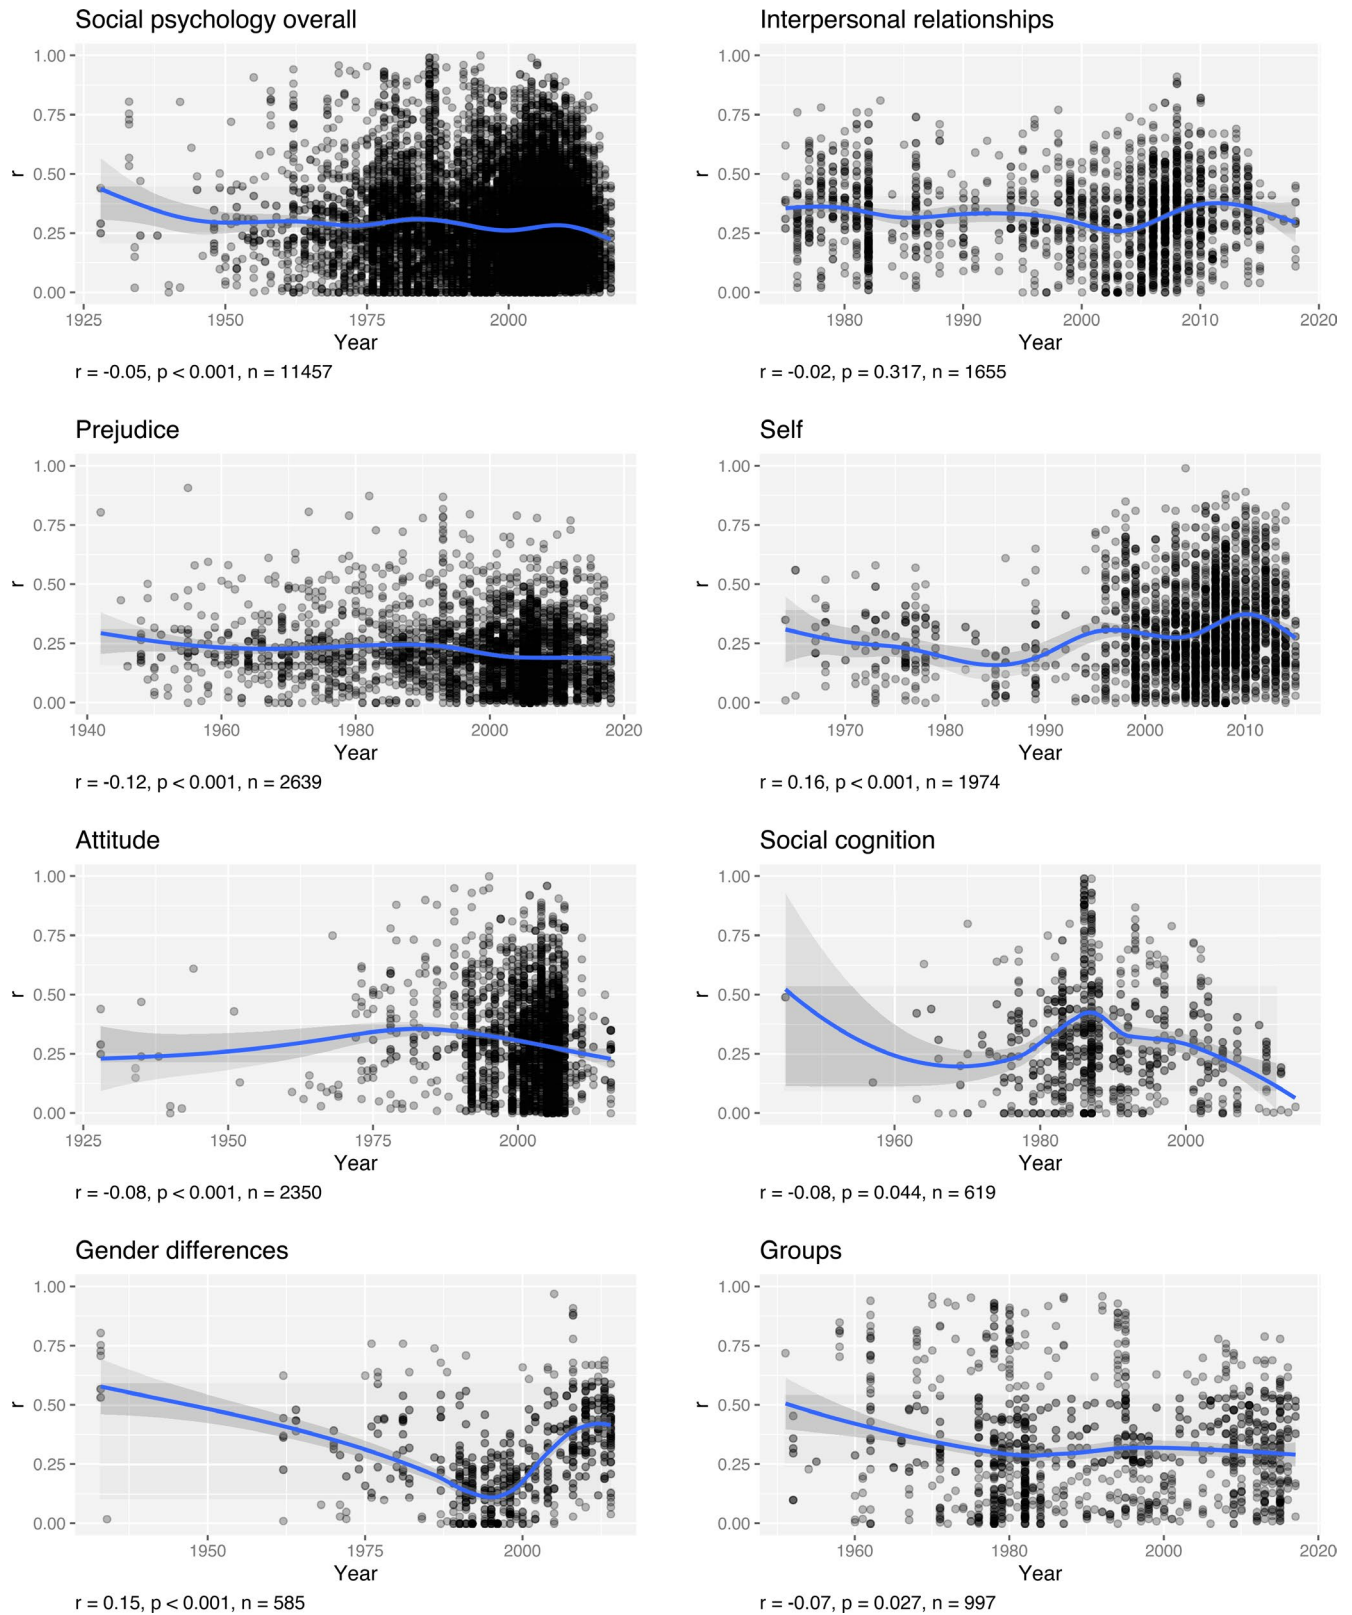 Social psychology overall
1.00
0.75
0.50
0.25
0.00
r
1925 1950 1975 2000
Year
r = -0.05, p < 0.001, n = 11457
Interpersonal relationships
1.00
0.75
0.50
0.25
0.00
r
1980 1990 2000 2010 2020
Year
r = -0.02, p = 0.317, n = 1655
Prejudice
1.00
0.75
0.50
0.25
0.00
r
1940 1960 1980 2000 2020
Year
r = -0.12, p < 0.001, n = 2639
Self
1.00
0.75
0.50
0.25
0.00
r
1970 1980 1990 2000 2010
Year
r = 0.16, p < 0.001, n = 1974
Attitude
1.00
0.75
0.50
0.25
0.00
r
1925 1950 1975 2000
Year
r = -0.08, p < 0.001, n = 2350
Social cognition
1.00
0.75
0.50
0.25
0.00
r
1960 1980 2000
Year
r = -0.08, p = 0.044, n = 619
Gender differences
1.00
0.75
0.50
0.25
0.00
r
1950 1975 2000
Year
r = 0.15, p < 0.001, n = 585
Groups
1.00
0.75
0.50
0.25
0.00
r
1960 1980 2000 2020
Year
r = -0.07, p = 0.027, n = 997